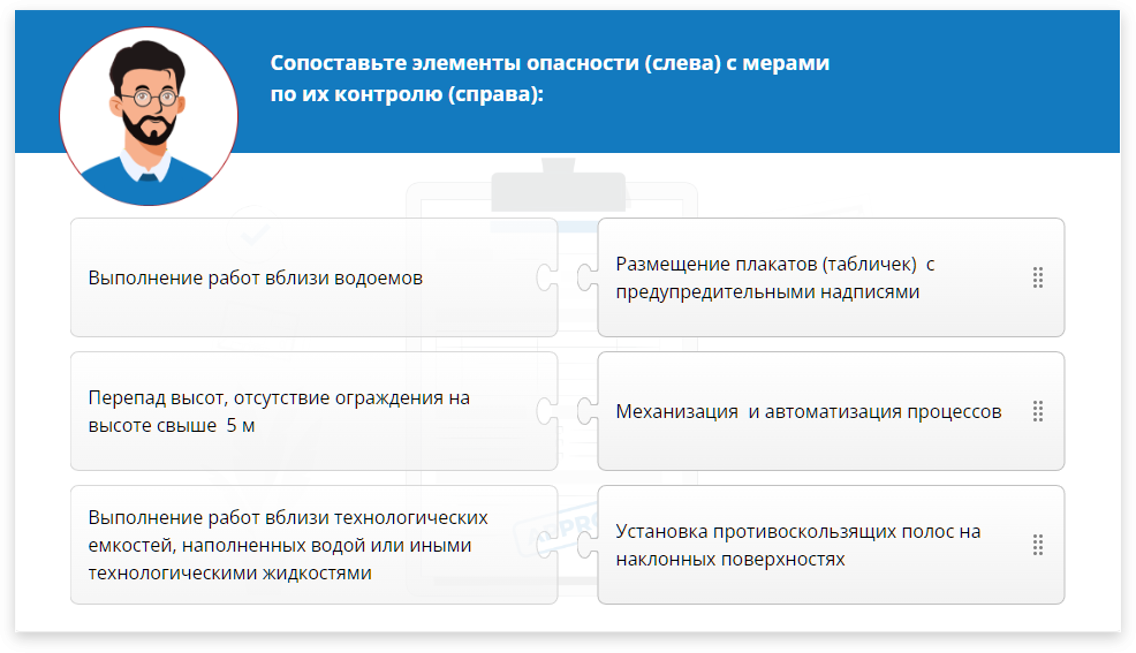 Сопоставьте элементы опасности (слева) с мерами
по их контролю (справа):
Выполнение работ вблизи водоемов
Размещение плакатов (табличек) с
предупредительными надписями
Перепад высот, отсутствие ограждения на
высоте свыше 5 м
Механизация и автоматизация процессов
Выполнение работ вблизи технологических
емкостей, наполненных водой или иными
технологическими жидкостями
Установка противоскользящих полос на
наклонных поверхностях